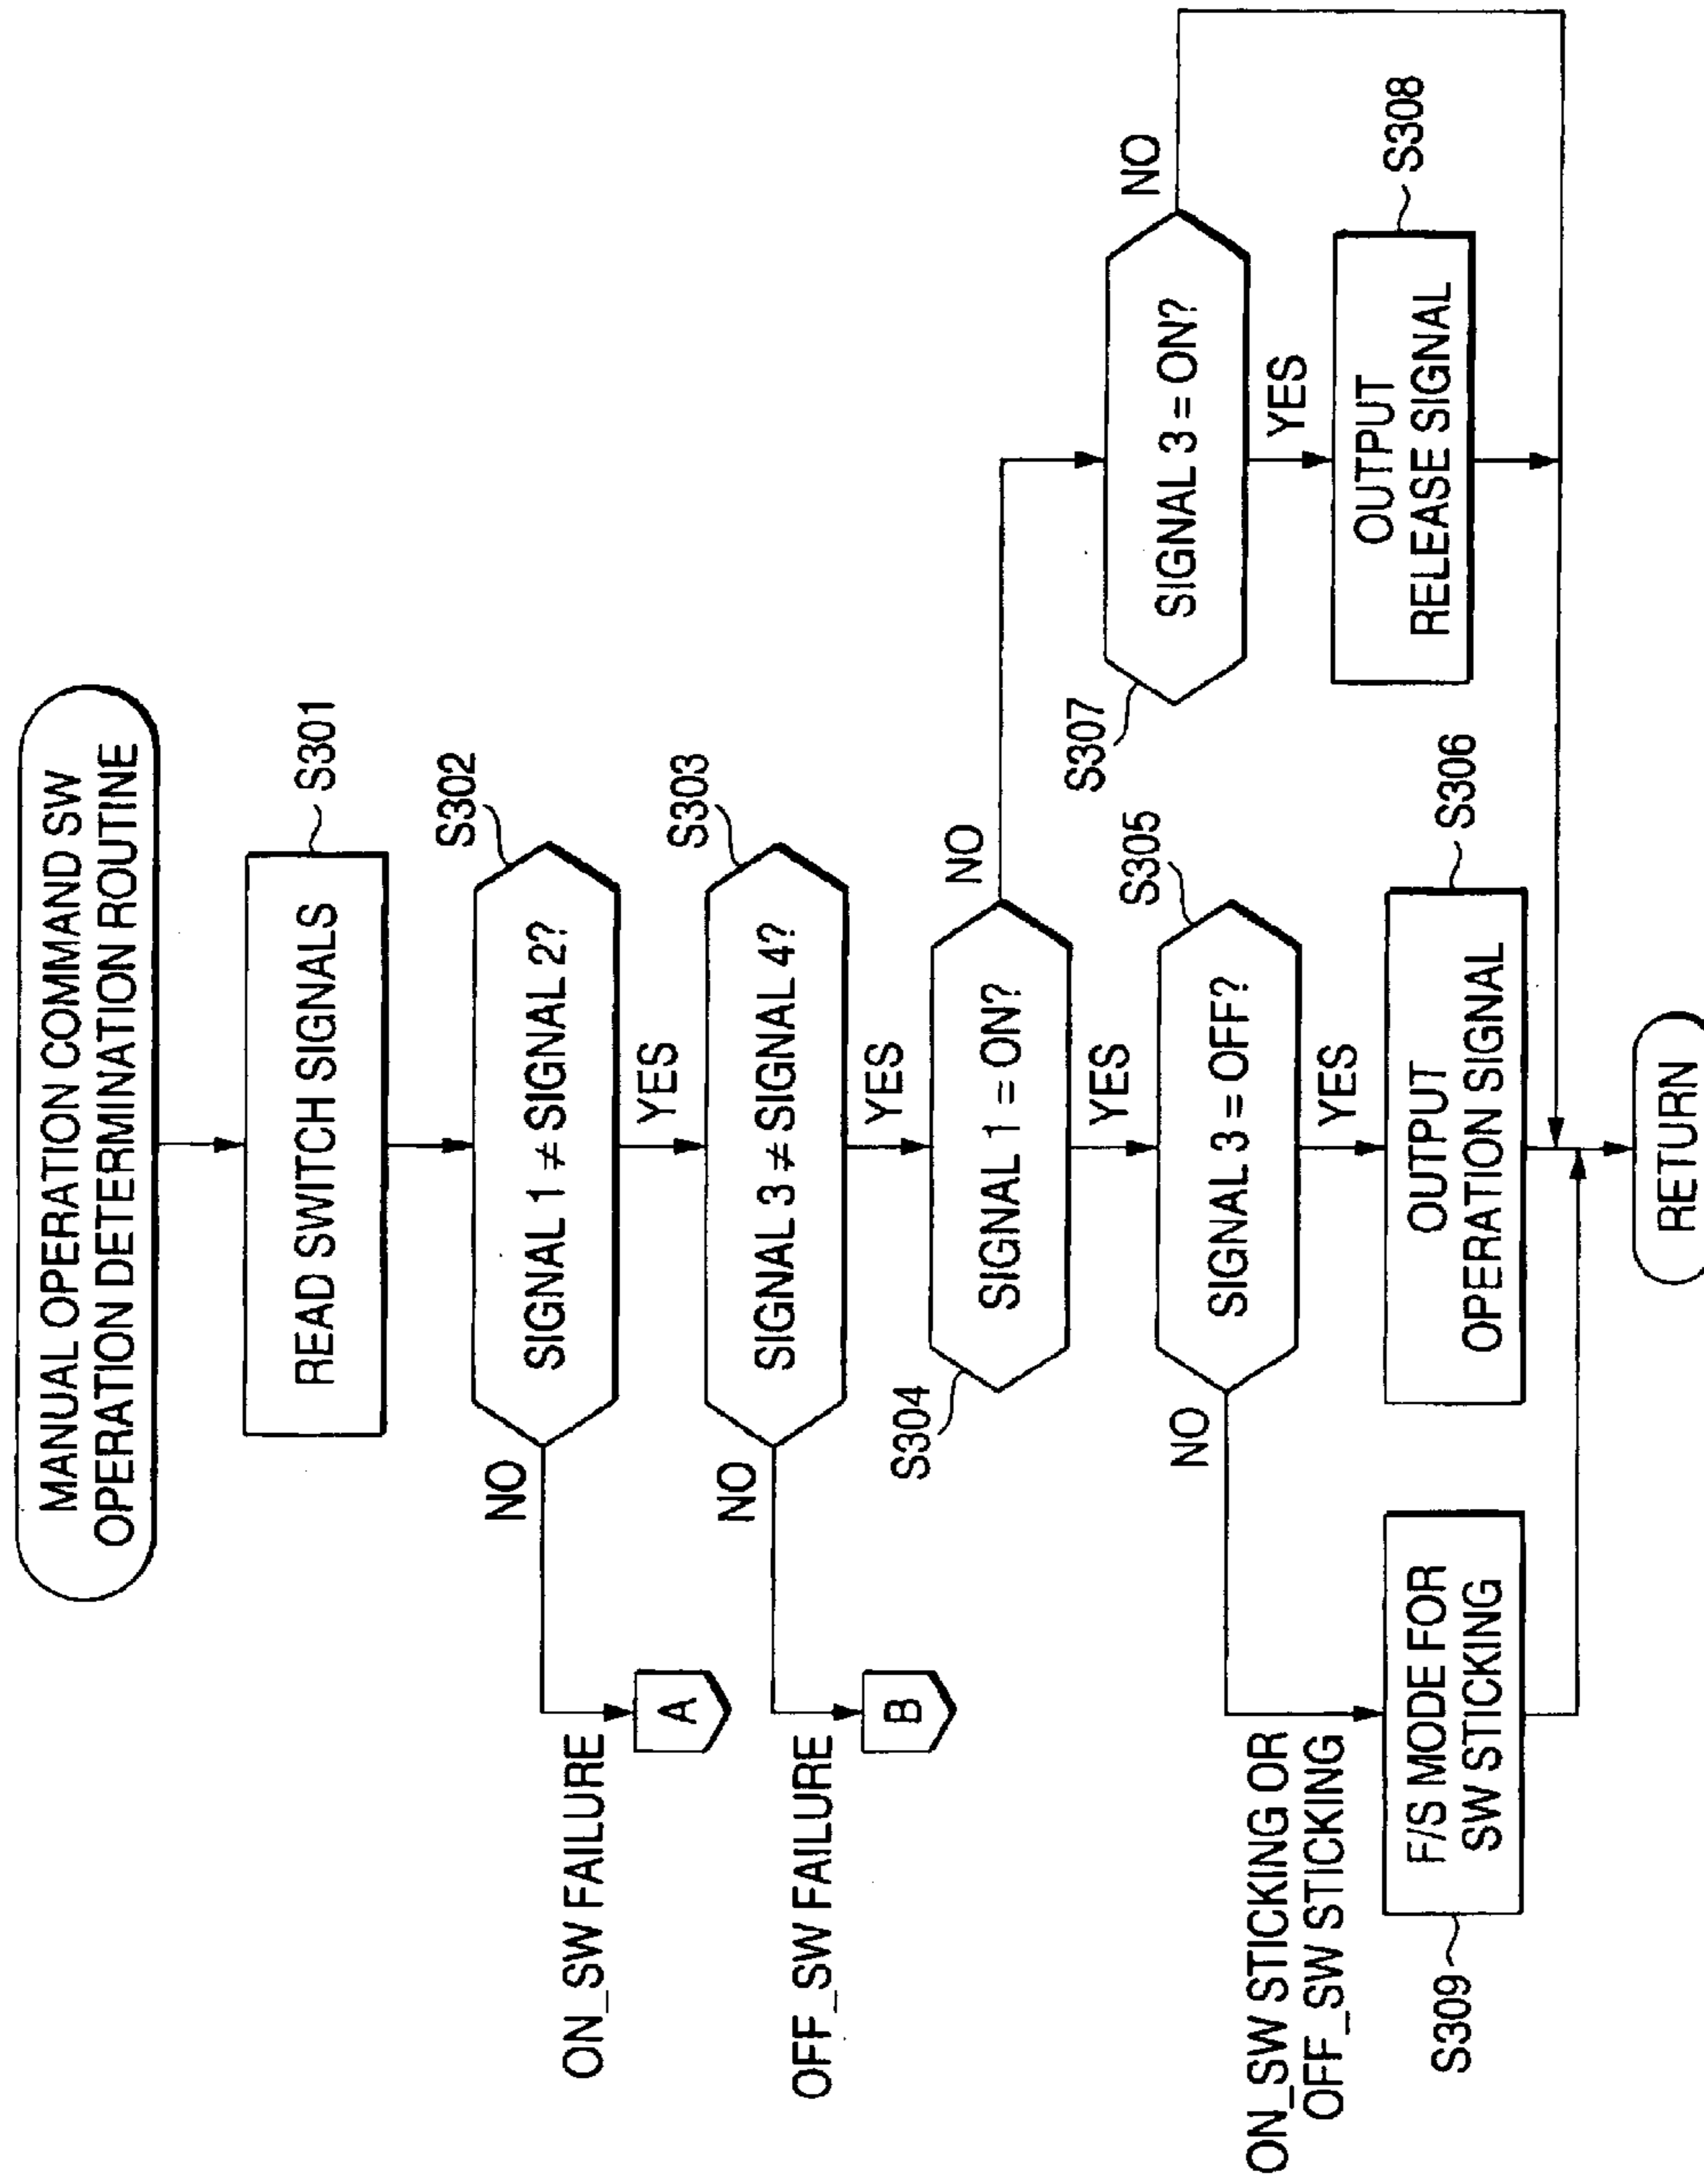 MANUAL OPERATION COMMAND SW
OPERATION DETERMINATION ROUTINE
READ SWITCH SIGNALS
S301
SIGNAL 1 ≠ SIGNAL 2?
S302
NO
YES
ON_SW FAILURE
A
SIGNAL 3 ≠ SIGNAL 4?
S303
NO
YES
OFF_SW FAILURE
B
S304
SIGNAL 1 = ON?
NO
YES
SIGNAL 3 = OFF?
S305
NO
YES
S307
SIGNAL 3 = ON?
NO
YES
ON_SW STICKING OR
OFF_SW STICKING
S309
F/S MODE FOR
SW STICKING
OUTPUT
OPERATION SIGNAL
S306
OUTPUT
RELEASE SIGNAL
S308
RETURN